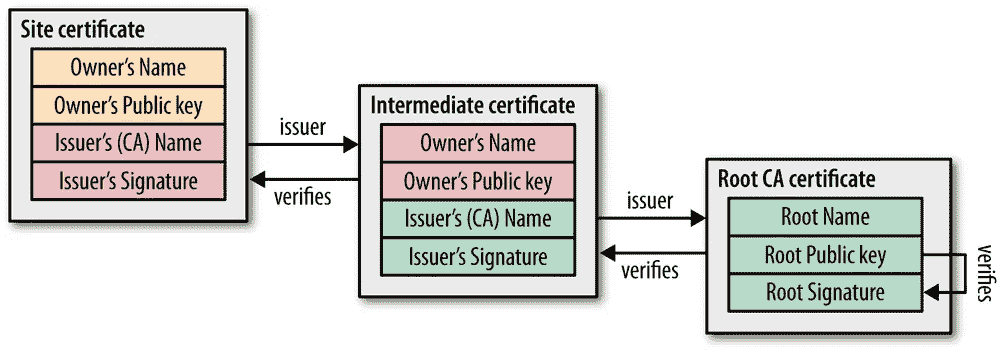 Site certificate
Owner's Name
Owner's Public key
Issuer's (CA) Name
Issuer's Signature
issuer
verifies
Intermediate certificate
Owner's Name
Owner's Public key
Issuer's (CA) Name
Issuer's Signature
issuer
verifies
Root CA certificate
Root Name
Root Public key
Root Signature
verifies